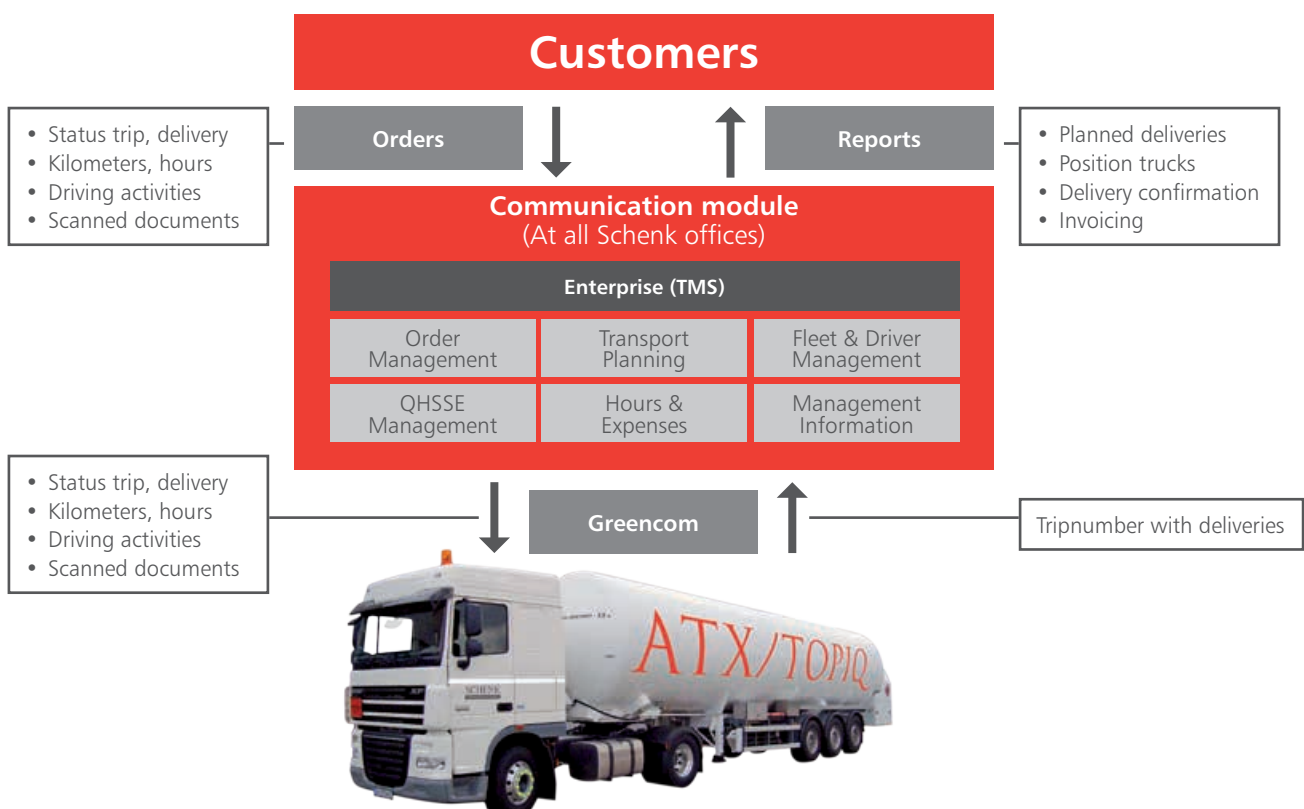 Customers
• Status trip, delivery
• Kilometers, hours
• Driving activities
• Scanned documents
Orders
Reports
• Planned deliveries
• Position trucks
• Delivery confirmation
• Invoicing
Communication module
(At all Schenk offices)
Enterprise (TMS)
Order
Management
Transport
Planning
Fleet & Driver
Management
QHSSE
Management
Hours &
Expenses
Management
Information
• Status trip, delivery
• Kilometers, hours
• Driving activities
• Scanned documents
Greencom
Tripnumber with deliveries
ATX/TOPIQ
SCHENK